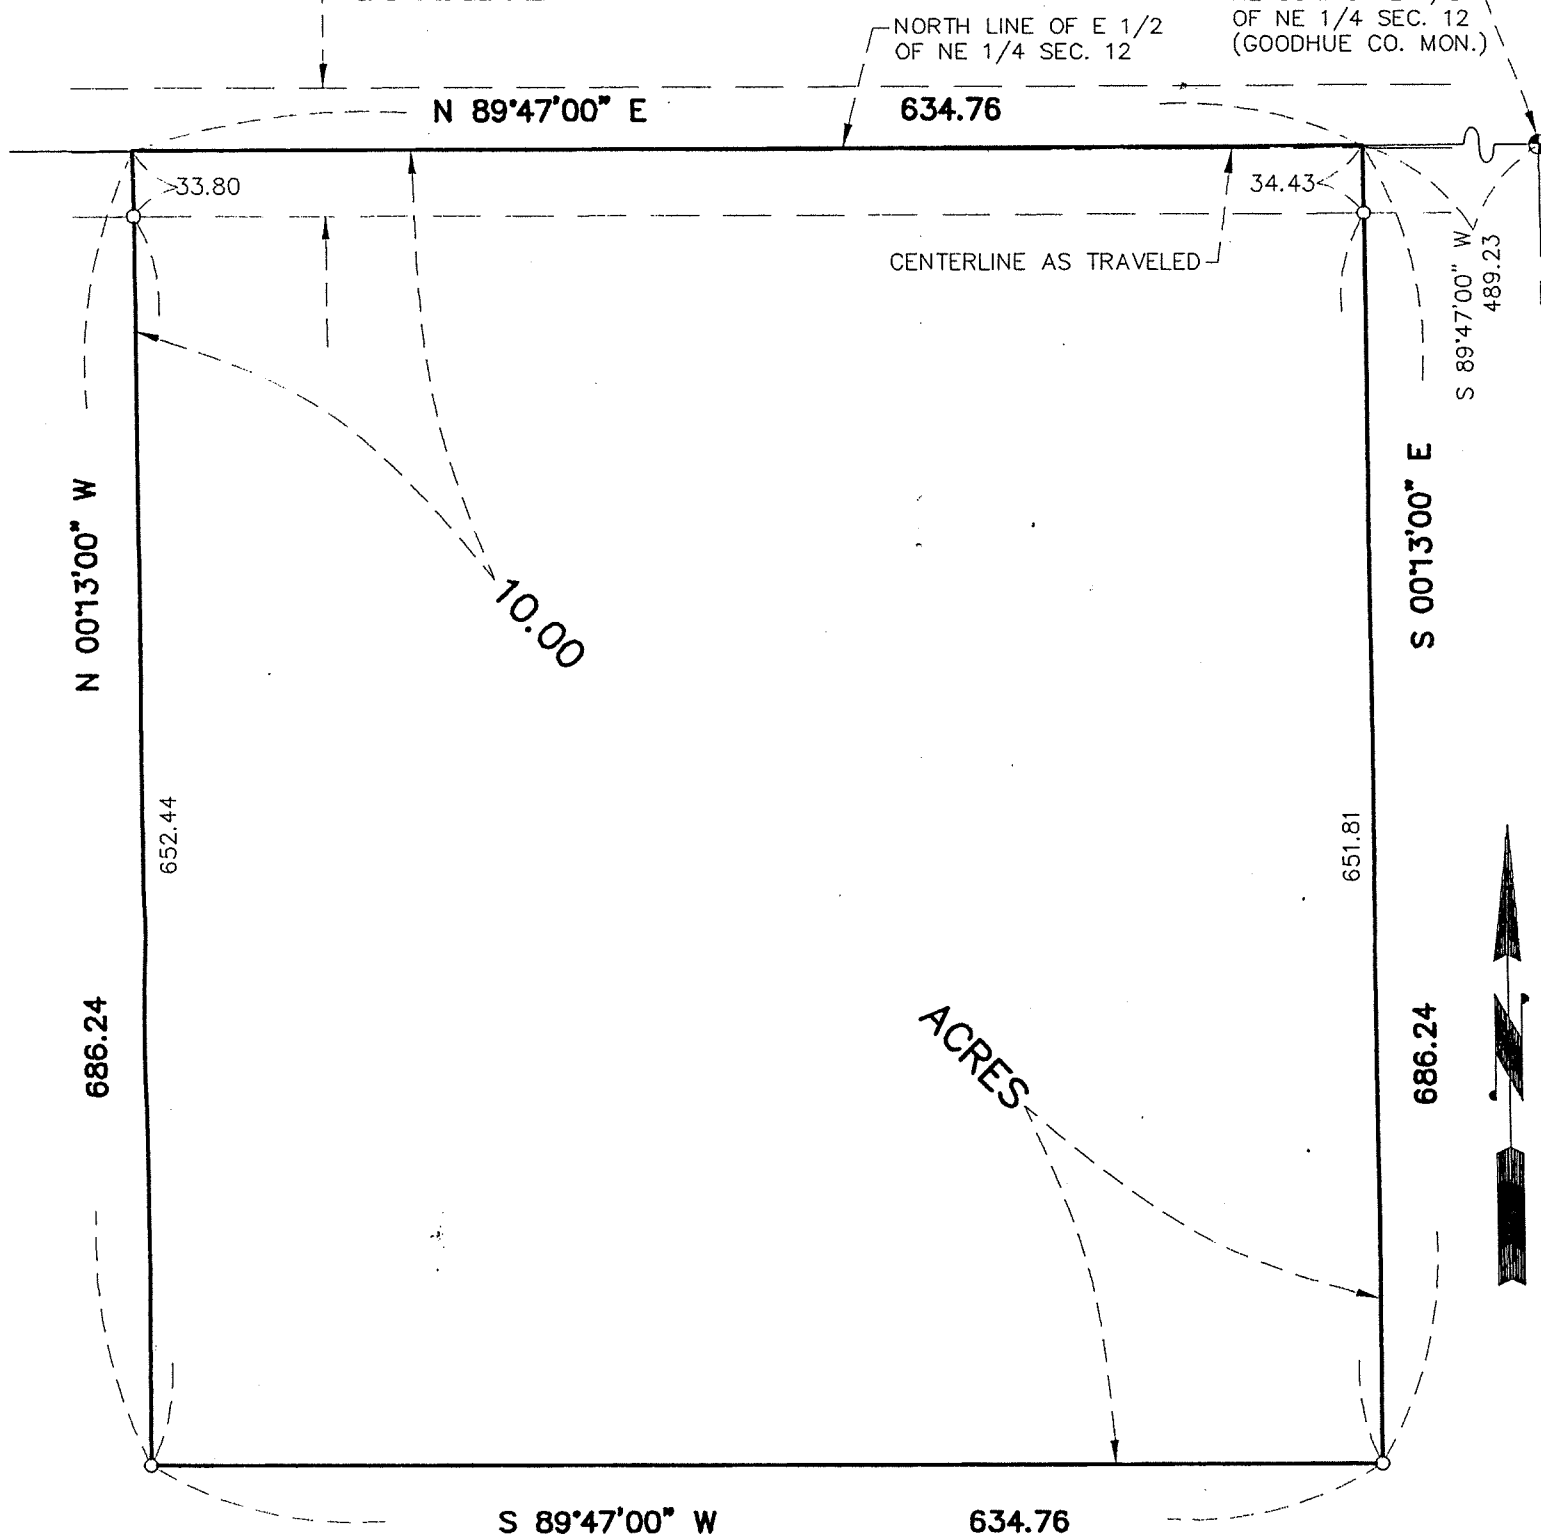 NORTH LINE OF E 1/2
OF NE 1/4 SEC. 12
OF NE 1/4 SEC. 12
(GOODHUE CO. MON.)
N 89°47'00" E
634.76
33.80
34.43
CENTERLINE AS TRAVELED
S 89°47'00" W
489.23
N 00°13'00" W
S 00°13'00" E
10.00
652.44
651.81
ACRES
686.24
686.24
N
S 89°47'00" W
634.76